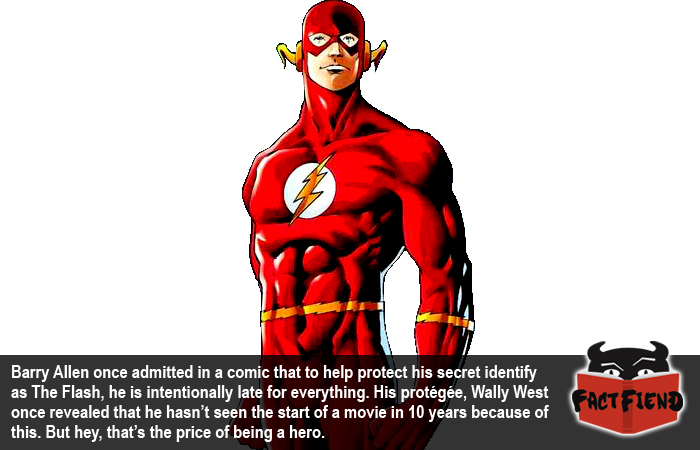 Barry Allen once admitted in a comic that to help protect his secret identify
as The Flash, he is intentionally late for everything. His protégée, Wally West
once revealed that he hasn’t seen the start of a movie in 10 years because of
this. But hey, that’s the price of being a hero.
FACT FIEND